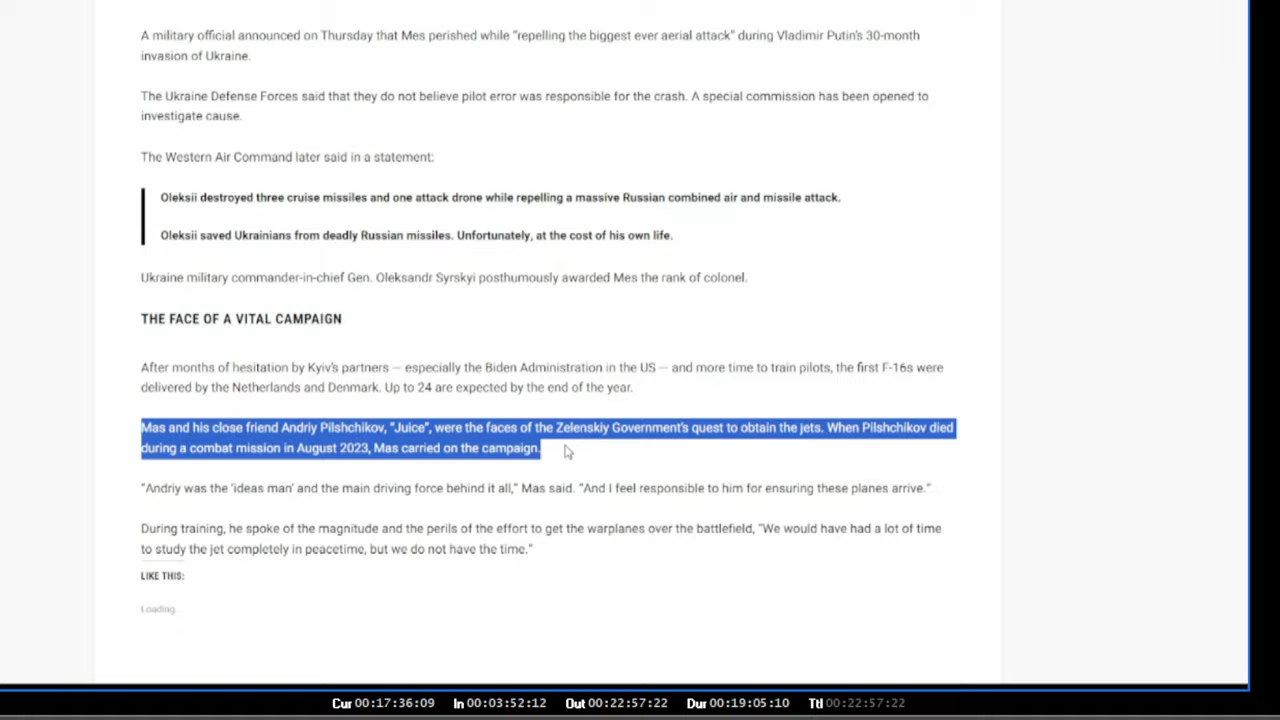 A military official announced on Thursday that Mes perished while “repelling the biggest ever aerial attack” during Vladimir Putin's 30-month
invasion of Ukraine.
The Ukraine Defense Forces said that they do not believe pilot error was responsible for the crash. A special commission has been opened to
investigate cause.
The Western Air Command later said in a statement:
Oleksii destroyed three cruise missiles and one attack drone while repelling a massive Russian combined air and missile attack.
Oleksii saved Ukrainians from deadly Russian missiles. Unfortunately, at the cost of his own life.
Ukraine military commander-in-chief Gen. Oleksandr Syrskyi posthumously awarded Mes the rank of colonel.
THE FACE OF A VITAL CAMPAIGN
After months of hesitation by Kyiv's partners — especially the Biden Administration in the US — and more time to train pilots, the first F-16s were
delivered by the Netherlands and Denmark. Up to 24 are expected by the end of the year.
Mas and his close friend Andriy Pilshchikov, “Juice”, were the faces of the Zelenskiy Government's quest to obtain the jets. When Pilshchikov died
during a combat mission in August 2023, Mas carried on the campaign.
“Andriy was the ‘ideas man’ and the main driving force behind it all,” Mas said. “And I feel responsible to him for ensuring these planes arrive.”
During training, he spoke of the magnitude and the perils of the effort to get the warplanes over the battlefield, “We would have had a lot of time
to study the jet completely in peacetime, but we do not have the time.”
LIKE THIS:
Loading...
Cur 00:17:36:09 In 00:03:52:12 Out 00:22:57:22 Dur 00:19:05:10 Ttl 00:22:57:22